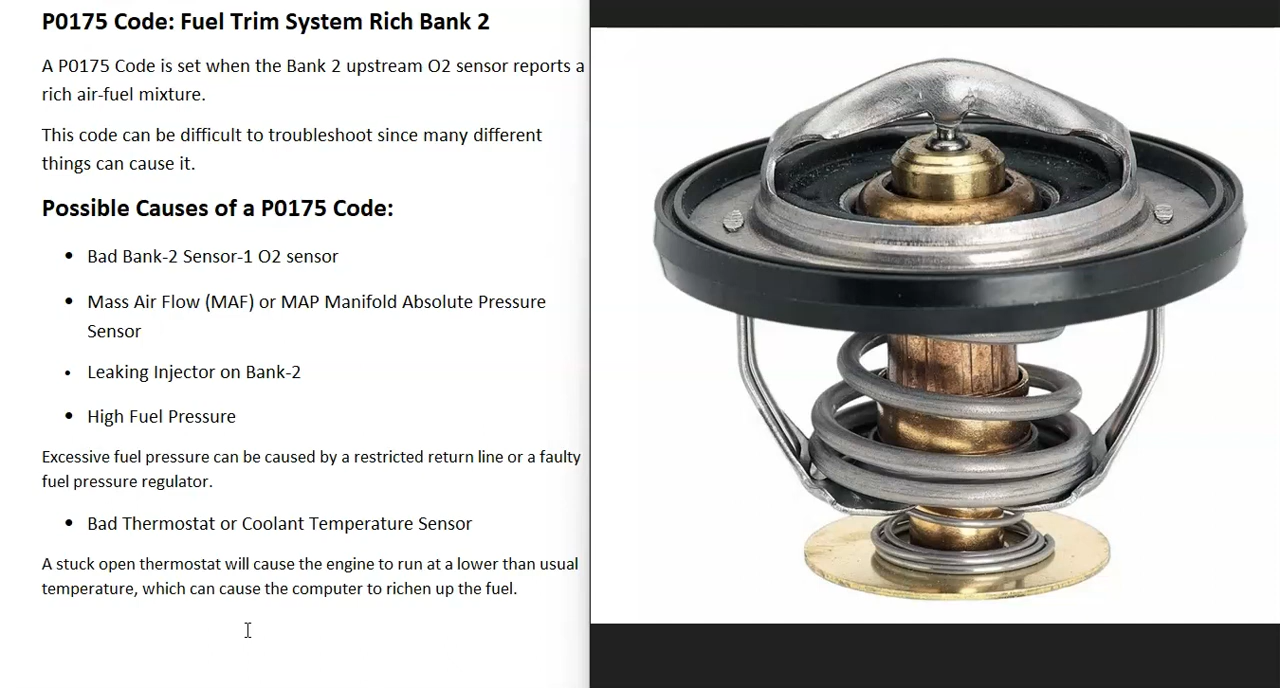 P0175 Code: Fuel Trim System Rich Bank 2
A P0175 Code is set when the Bank 2 upstream O2 sensor reports a
rich air-fuel mixture.
This code can be difficult to troubleshoot since many different
things can cause it.
Possible Causes of a P0175 Code:
• Bad Bank-2 Sensor-1 O2 sensor
• Mass Air Flow (MAF) or MAP Manifold Absolute Pressure
Sensor
• Leaking Injector on Bank-2
• High Fuel Pressure
Excessive fuel pressure can be caused by a restricted return line or a faulty
fuel pressure regulator.
• Bad Thermostat or Coolant Temperature Sensor
A stuck open thermostat will cause the engine to run at a lower than usual
temperature, which can cause the computer to richen up the fuel.